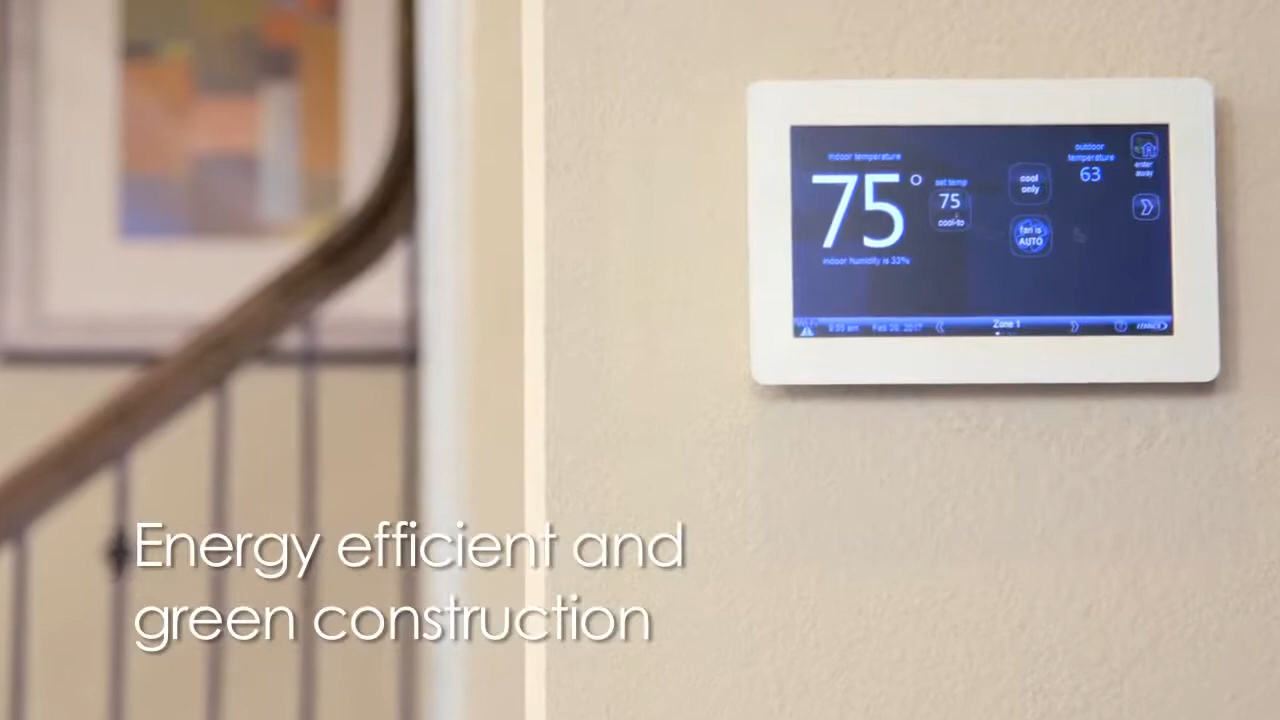 indoor temperature
75°
indoor humidity is 33%
set temp
75
cool-to
cool
only
fan is
AUTO
outdoor
temperature
63
enter
away
Zone 1
Energy efficient and
green construction